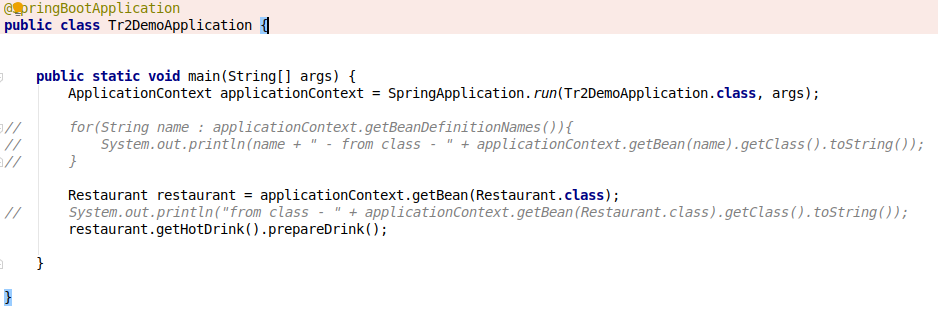 @SpringBootApplication
public class Tr2DemoApplication {
    public static void main(String[] args) {
        ApplicationContext applicationContext = SpringApplication.run(Tr2DemoApplication.class, args);
//      for(String name : applicationContext.getBeanDefinitionNames()){
//          System.out.println(name + " - from class - " + applicationContext.getBean(name).getClass().toString());
//      }
        Restaurant restaurant = applicationContext.getBean(Restaurant.class);
//      System.out.println("from class - " + applicationContext.getBean(Restaurant.class).getClass().toString());
        restaurant.getHotDrink().prepareDrink();
    }
}